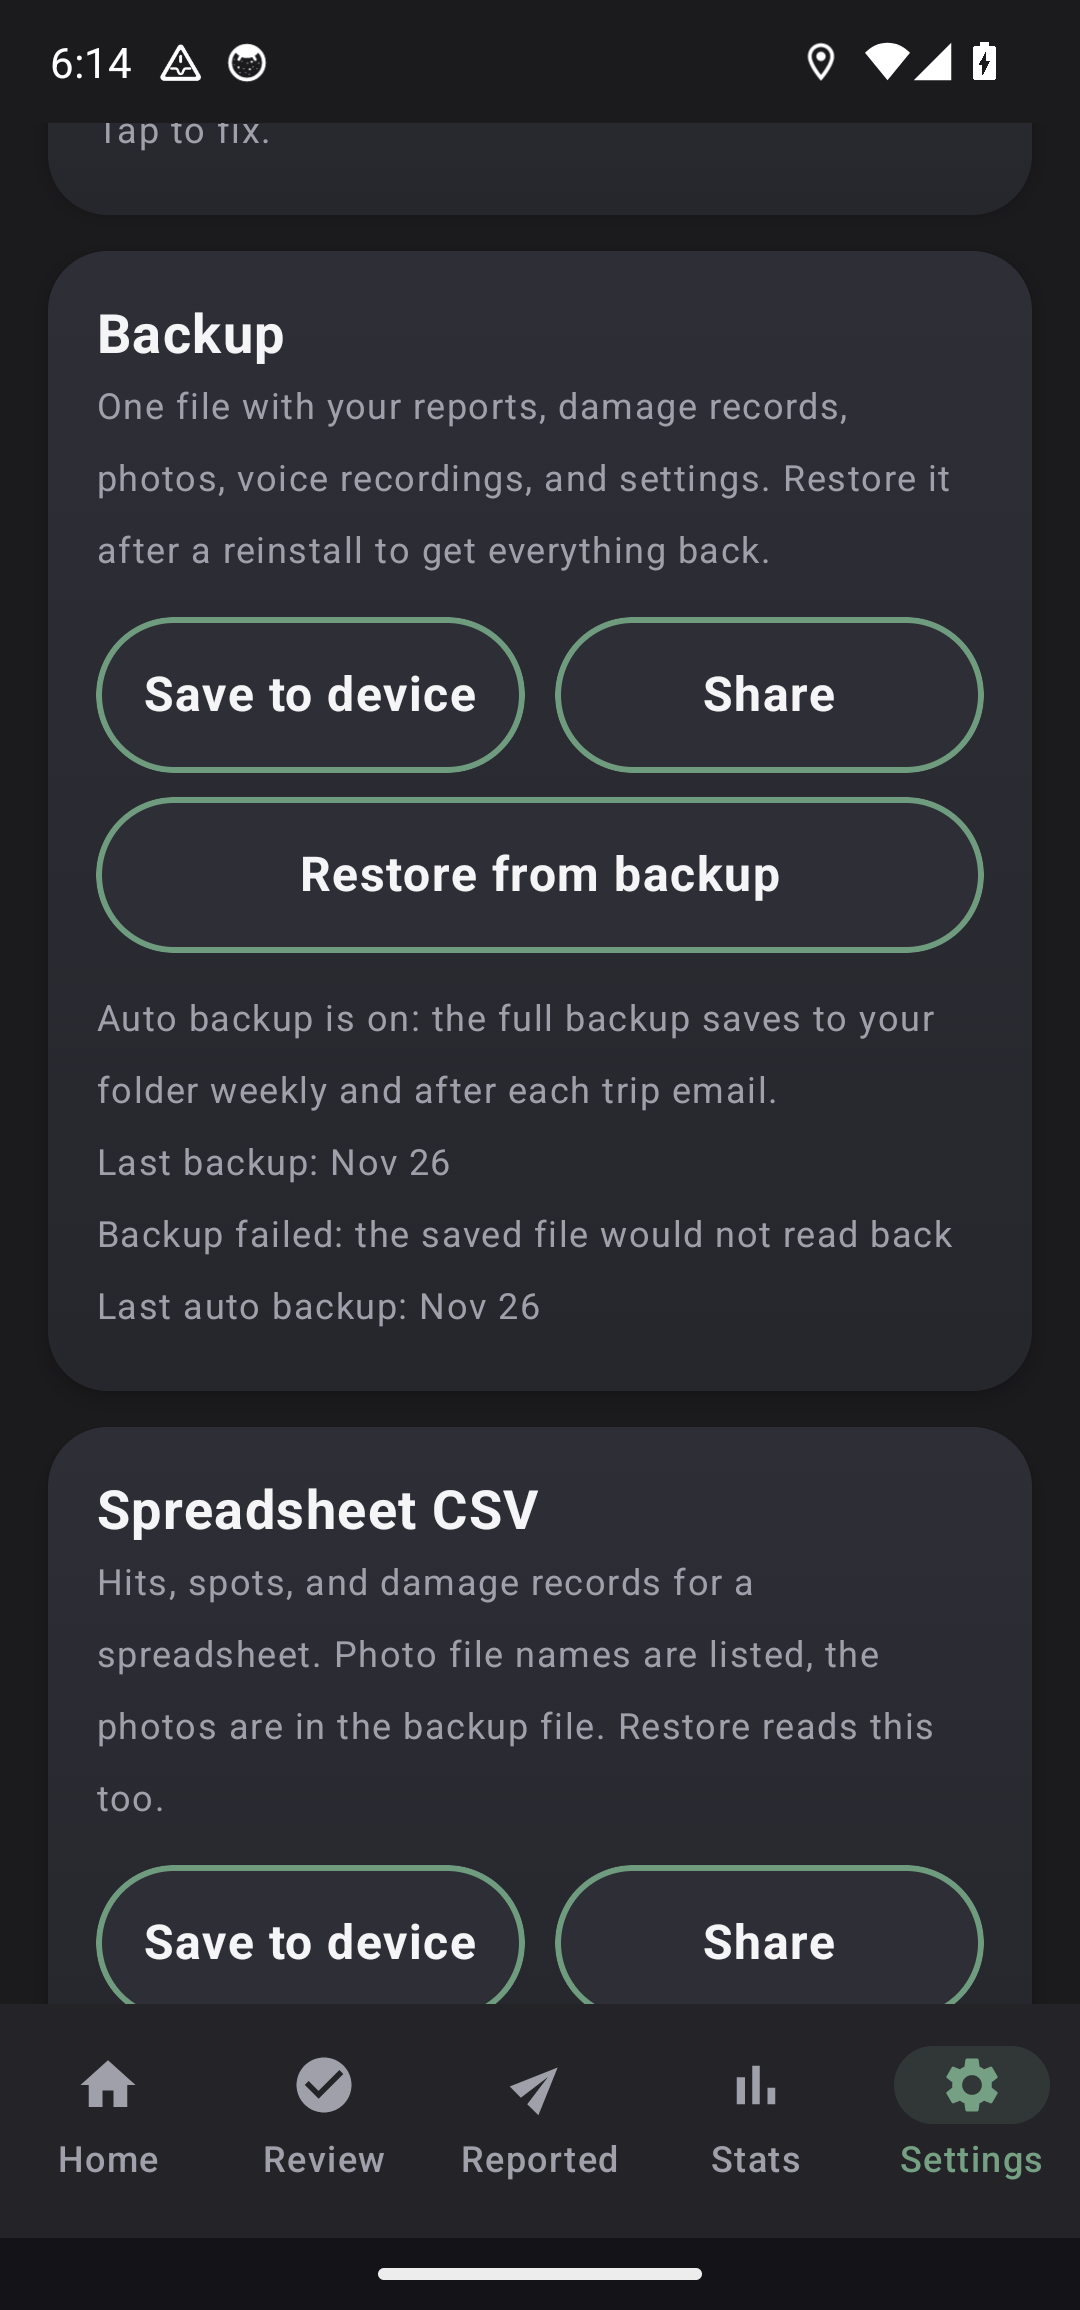 6:14
Tap to fix.
Backup
One file with your reports, damage records,
photos, voice recordings, and settings. Restore it
after a reinstall to get everything back.
Save to device
Share
Restore from backup
Auto backup is on: the full backup saves to your
folder weekly and after each trip email.
Last backup: Nov 26
Backup failed: the saved file would not read back
Last auto backup: Nov 26
Spreadsheet CSV
Hits, spots, and damage records for a
spreadsheet. Photo file names are listed, the
photos are in the backup file. Restore reads this
too.
Save to device
Share
Home
Review
Reported
Stats
Settings